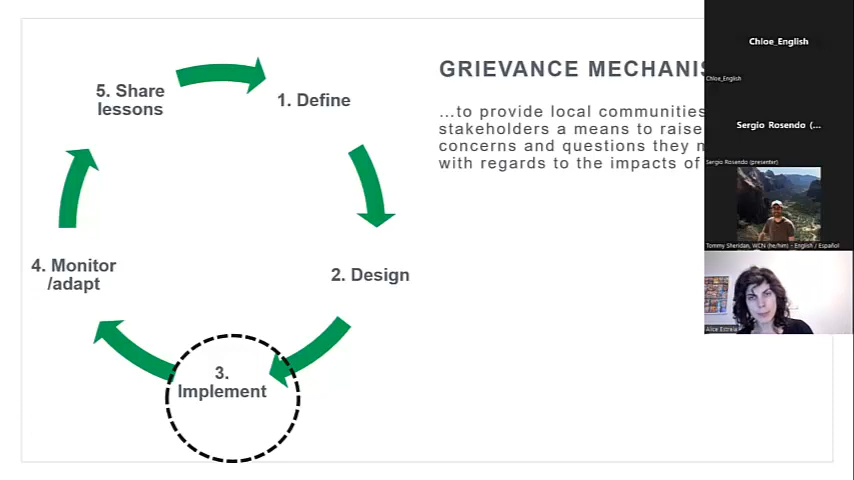 5. Share
lessons
1. Define
2. Design
3.
Implement
4. Monitor
/adapt
GRIEVANCE MECHANIS
...to provide local communities
stakeholders a means to raise
concerns and questions they m
with regards to the impacts of
Chloe_English
Chloe_English
Sergio Rosendo (...
Sergio Rosendo (presenter)
Tommy Sheridan, WCN (he/him) - English / Español
Alice Estrela